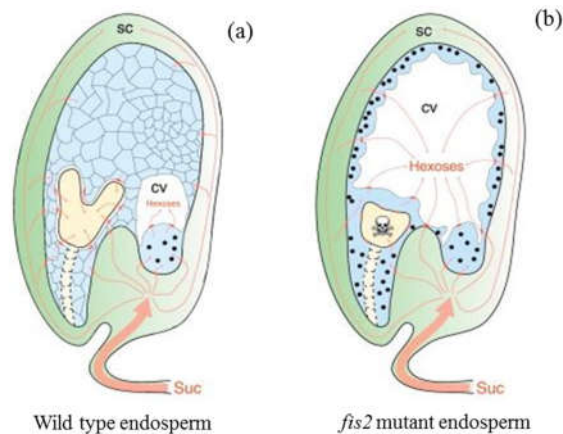 (a)
SC
CV
Hexoses
Suc
Wild type endosperm
(b)
SC
CV
Hexoses
Suc
fis2 mutant endosperm